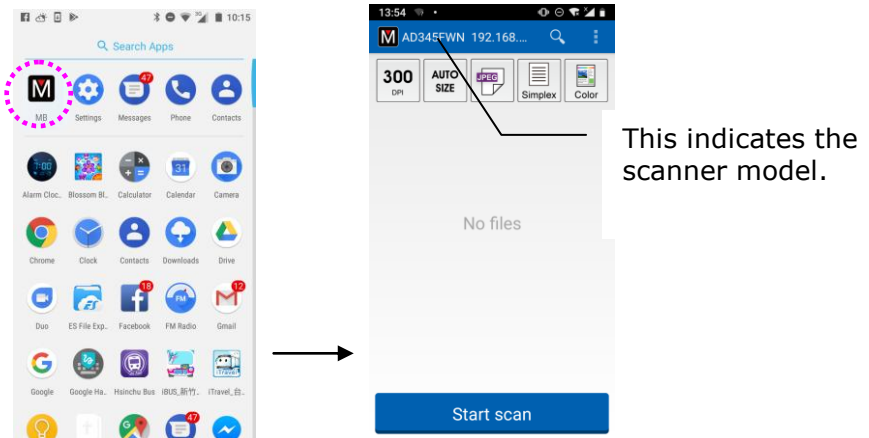 10:15
Search Apps
47
MB Settings Messages Phone Contacts
7:00
31
Alarm Cloc.. Blossom Bl.. Calculator Calendar Camera
Chrome Clock Contacts Downloads Drive
18
12
FM
Duo ES File Exp.. Facebook FM Radio Gmail
iTravel
Google Google Ha.. Hsinchu Bus iBUS_新竹.. iTravel_台..
47
13:54
M AD345FWN 192.168....
300
DPI
AUTO
SIZE
JPEG
Simplex
Color
No files
Start scan
This indicates the
scanner model.